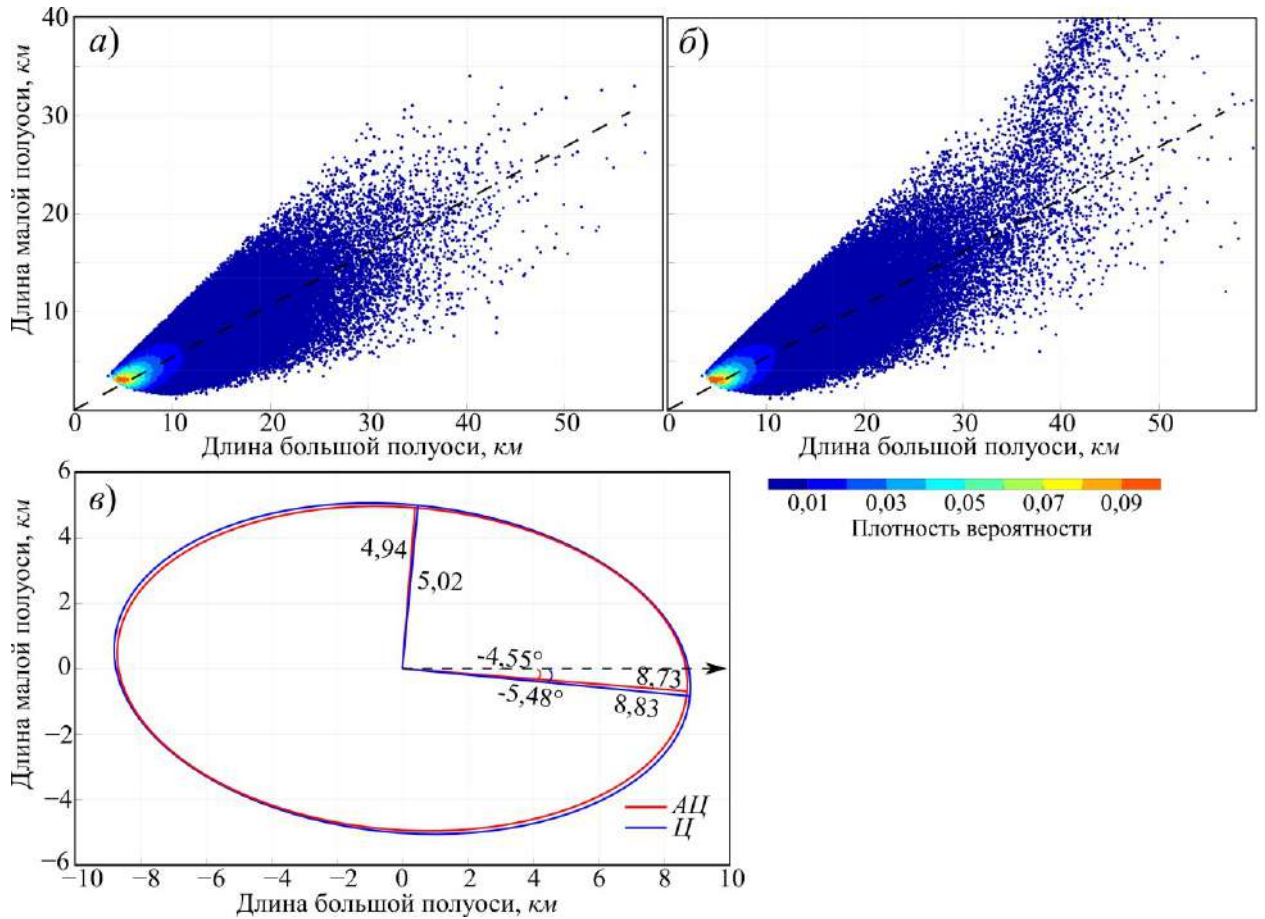 а)
Длина малой полуоси, км
40
30
20
10
0 10 20 30 40 50
Длина большой полуоси, км
б)
0 10 20 30 40 50
Длина большой полуоси, км
0,01 0,03 0,05 0,07 0,09
Плотность вероятности
в)
Длина малой полуоси, км
6
4
2
0
−2
−4
−6
4,94
5,02
-4,55°
8,73
-5,48°
8,83
АЦ
Ц
−10 −8 −6 −4 −2 0 2 4 6 8 10
Длина большой полуоси, км